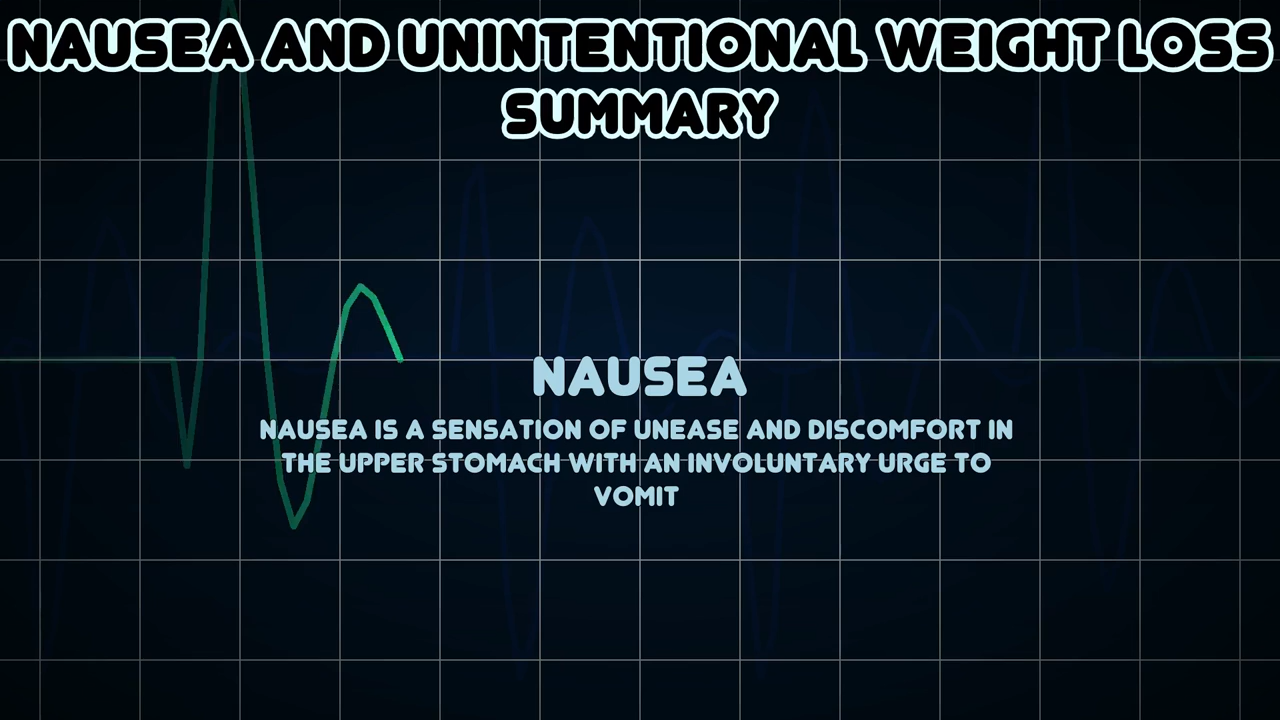 NAUSEA AND UNINTENTIONAL WEIGHT LOSS
SUMMARY
NAUSEA
NAUSEA IS A SENSATION OF UNEASE AND DISCOMFORT IN
THE UPPER STOMACH WITH AN INVOLUNTARY URGE TO
VOMIT